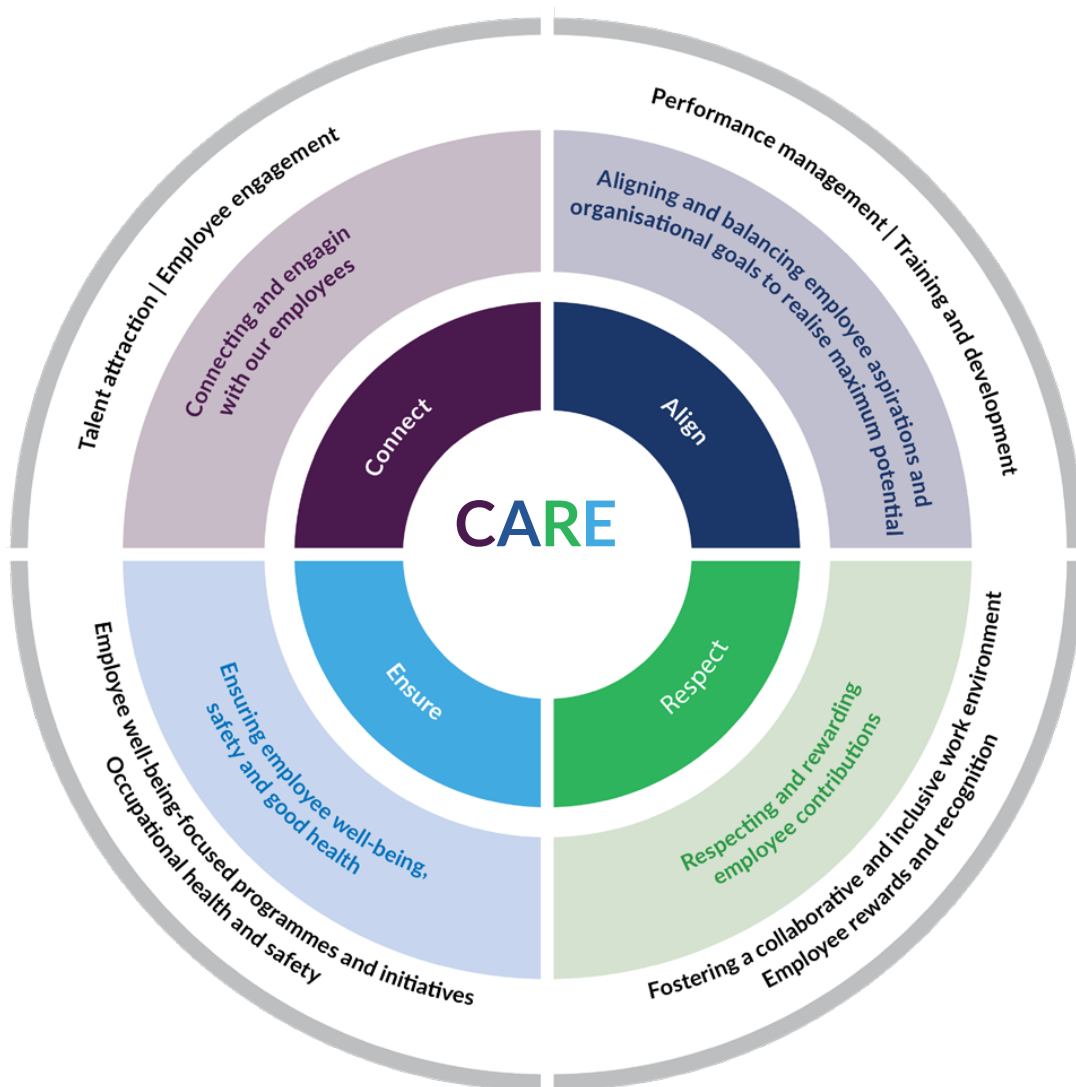 Talent attraction | Employee engagement
Connecting and engagin
with our employees
Connect
Performance management | Training and development
Aligning and balancing employee aspirations and
organisational goals to realise maximum potential
Align
CARE
Respect
Respecting and rewarding
employee contributions
Fostering a collaborative and inclusive work environment
Employee rewards and recognition
Ensure
Ensuring employee well-being,
safety and good health
Employee well-being-focused programmes and initiatives
Occupational health and safety